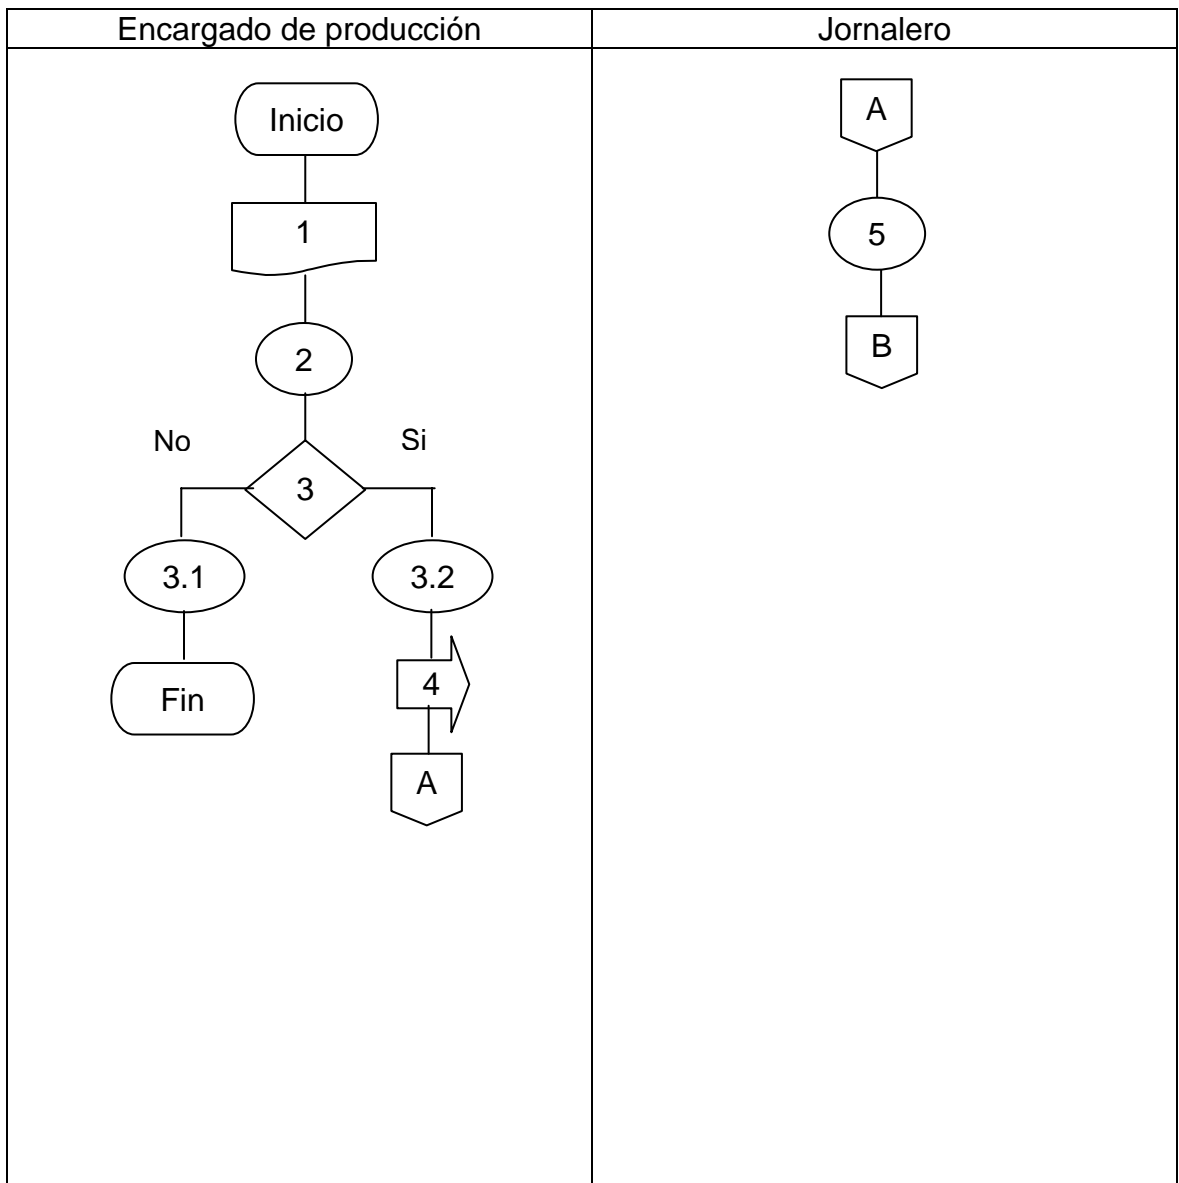 Encargado de producción
Jornalero
Inicio
1
2
No
Si
3
3.1
3.2
Fin
4
A
A
5
B